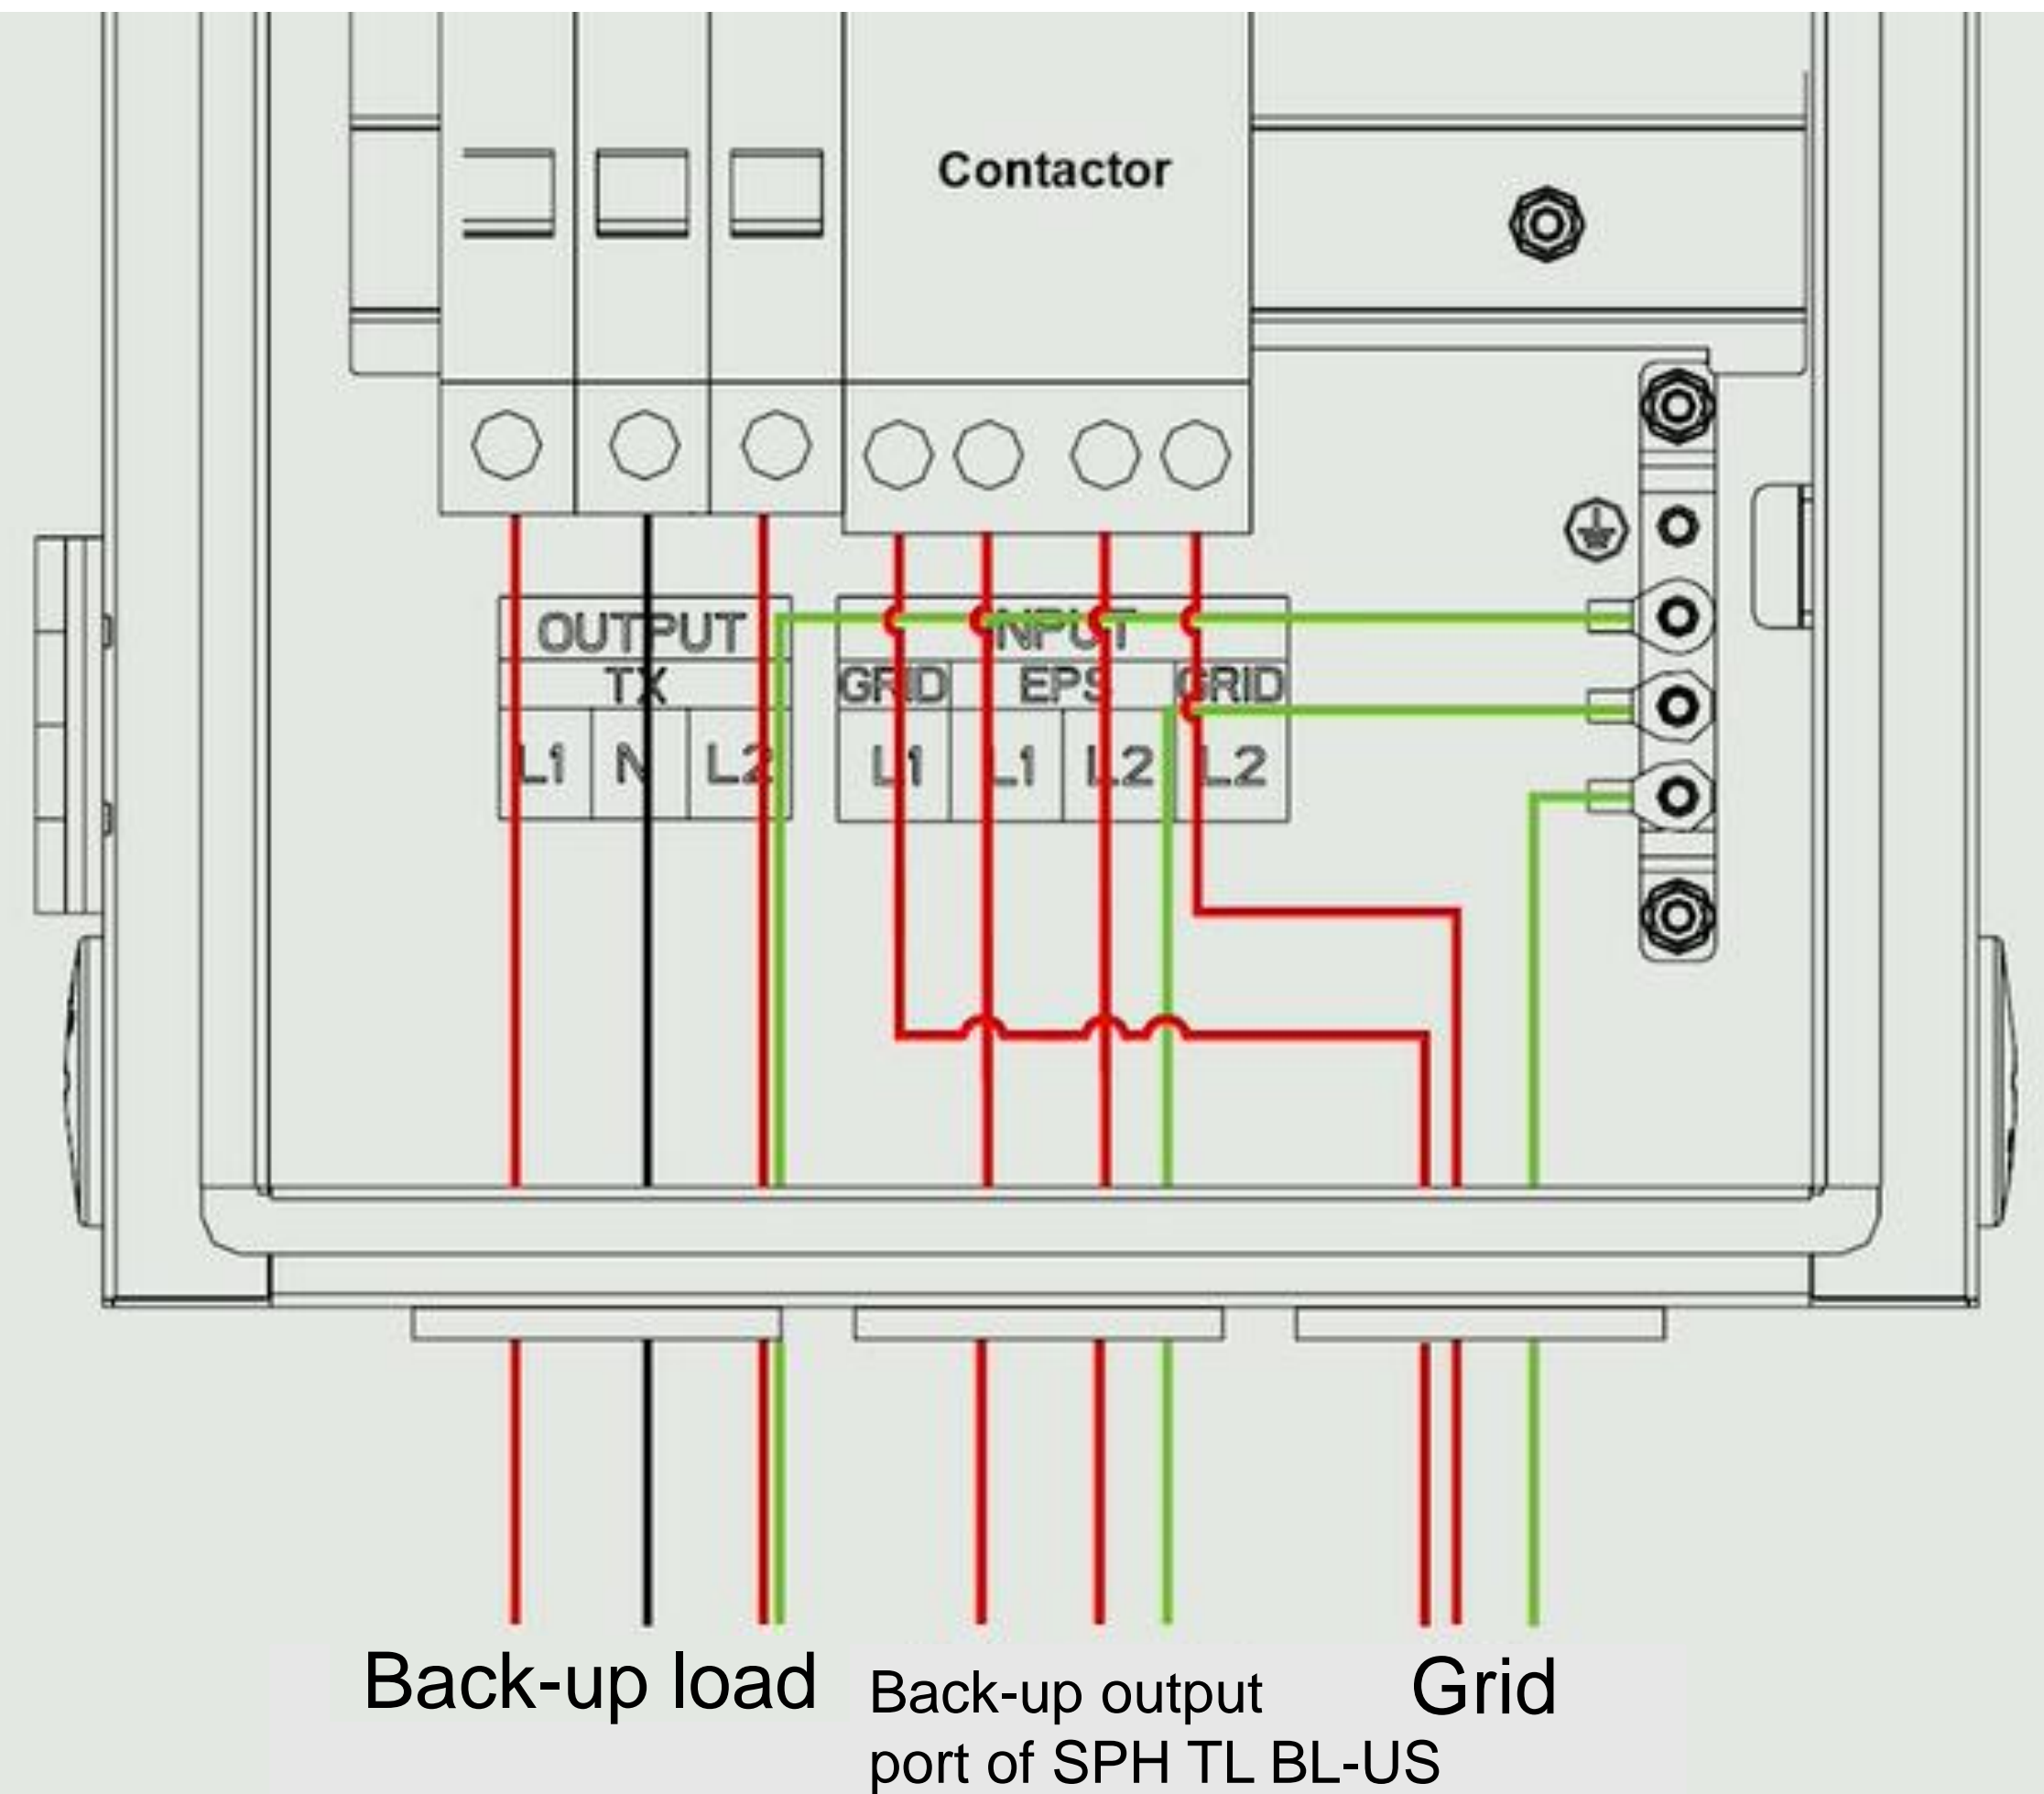 Contactor
OUTPUT
TX
L1 N L2
INPUT
GRID EPS GRID
L1 L1 L2 L2
Back-up load
Back-up output
port of SPH TL BL-US
Grid